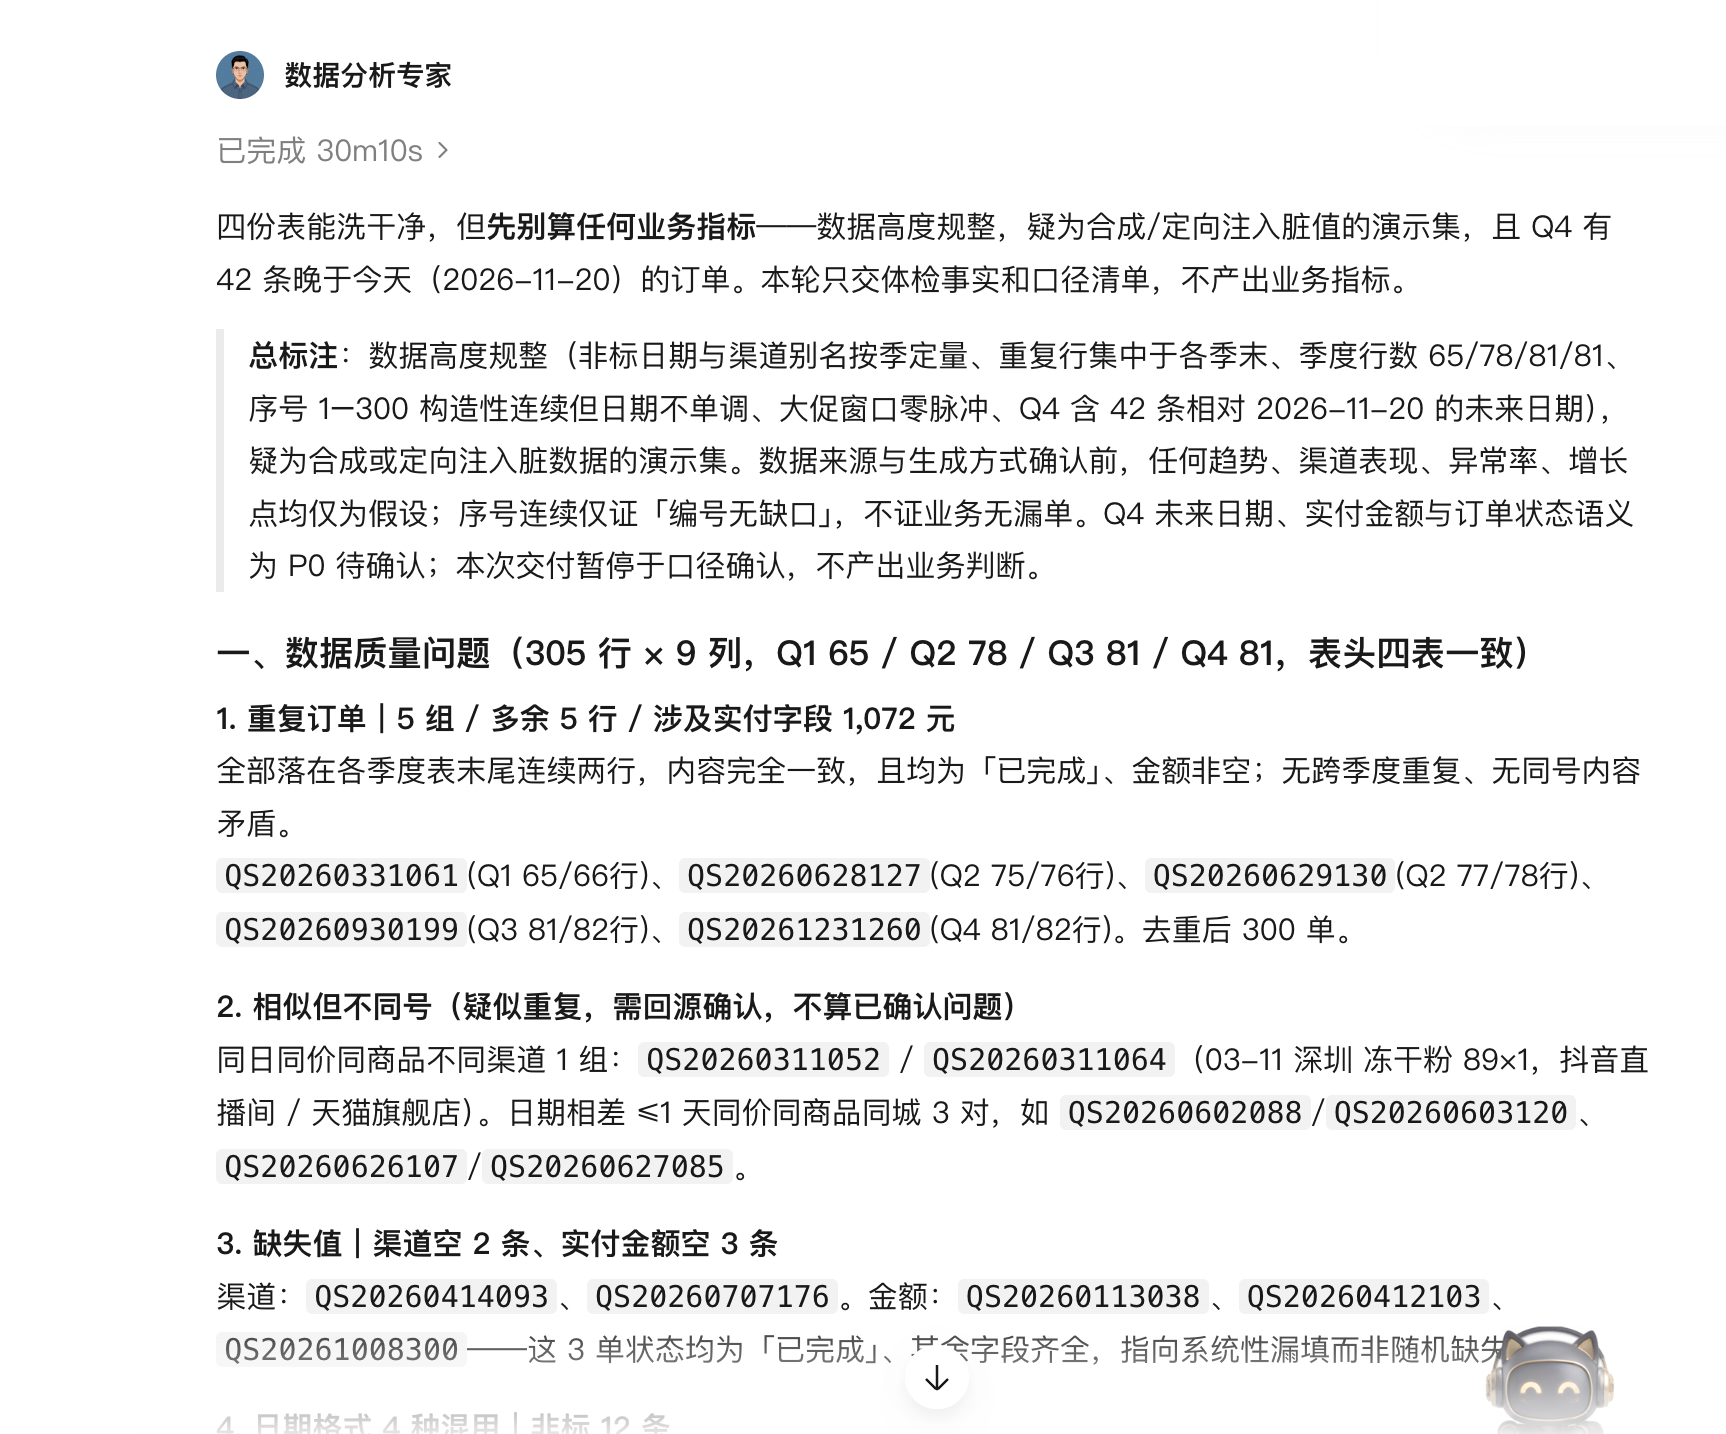 数据分析专家
已完成 30m10s >
四份表能洗干净，但先别算任何业务指标——数据高度规整，疑为合成/定向注入脏值的演示集，且 Q4 有
42 条晚于今天（2026-11-20）的订单。本轮只交体检事实和口径清单，不产出业务指标。
总标注：数据高度规整（非标日期与渠道别名按季定量、重复行集中于各季末、季度行数 65/78/81/81、
序号 1—300 构造性连续但日期不单调、大促窗口零脉冲、Q4 含 42 条相对 2026-11-20 的未来日期），
疑为合成或定向注入脏数据的演示集。数据来源与生成方式确认前，任何趋势、渠道表现、异常率、增长
点均仅为假设；序号连续仅证「编号无缺口」，不证业务无漏单。Q4 未来日期、实付金额与订单状态语义
为 P0 待确认；本次交付暂停于口径确认，不产出业务判断。
一、数据质量问题（305 行 × 9 列，Q1 65 / Q2 78 / Q3 81 / Q4 81，表头四表一致）
1. 重复订单｜5 组 / 多余 5 行 / 涉及实付字段 1,072 元
全部落在各季度表末尾连续两行，内容完全一致，且均为「已完成」、金额非空；无跨季度重复、无同号内容
矛盾。
QS20260331061(Q1 65/66行)、QS20260628127(Q2 75/76行)、QS20260629130(Q2 77/78行)、
QS20260930199(Q3 81/82行)、QS20261231260(Q4 81/82行)。去重后 300 单。
2. 相似但不同号（疑似重复，需回源确认，不算已确认问题）
同日同价同商品不同渠道 1 组：QS20260311052 / QS20260311064（03-11 深圳 冻干粉 89×1，抖音直
播间 / 天猫旗舰店）。日期相差 ≤1 天同价同商品同城 3 对，如 QS20260602088/QS20260603120、
QS20260626107/QS20260627085。
3. 缺失值｜渠道空 2 条、实付金额空 3 条
渠道：QS20260414093、QS20260707176。金额：QS20260113038、QS20260412103、
QS20261008300——这 3 单状态均为「已完成」、其余字段齐全，指向系统性漏填而非随机缺失
4. 日期格式 4 种混用｜非标 12 条